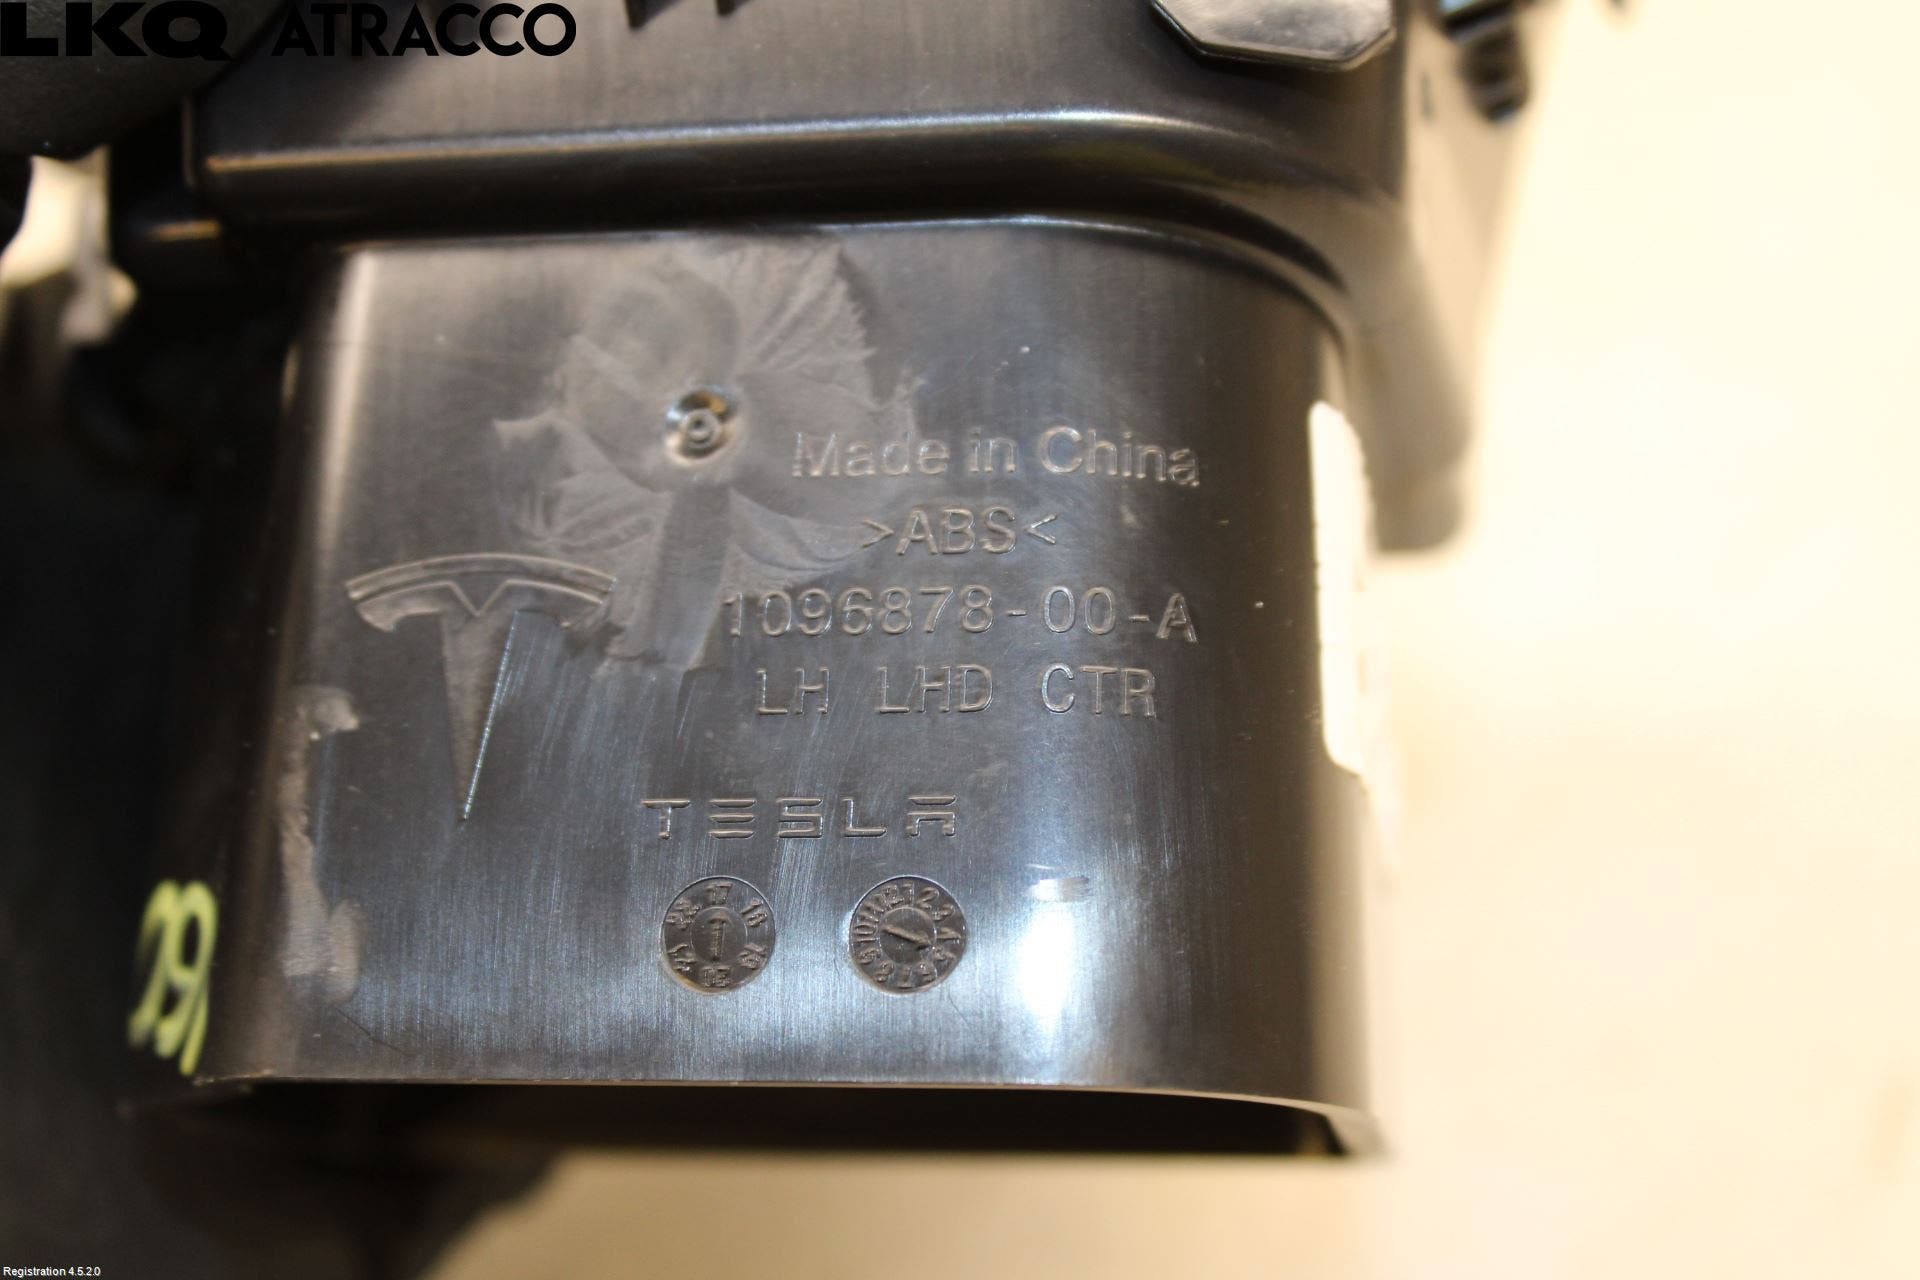 LKQ ATRACCO
Made in China
>ABS<
1096878-00-A
LH LHD CTR
TESLA
Registration 4.5.2.0